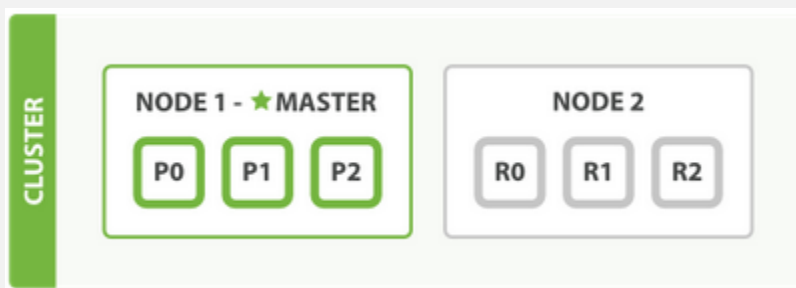 CLUSTER
NODE 1 - ★ MASTER
P0 P1 P2
NODE 2
R0 R1 R2